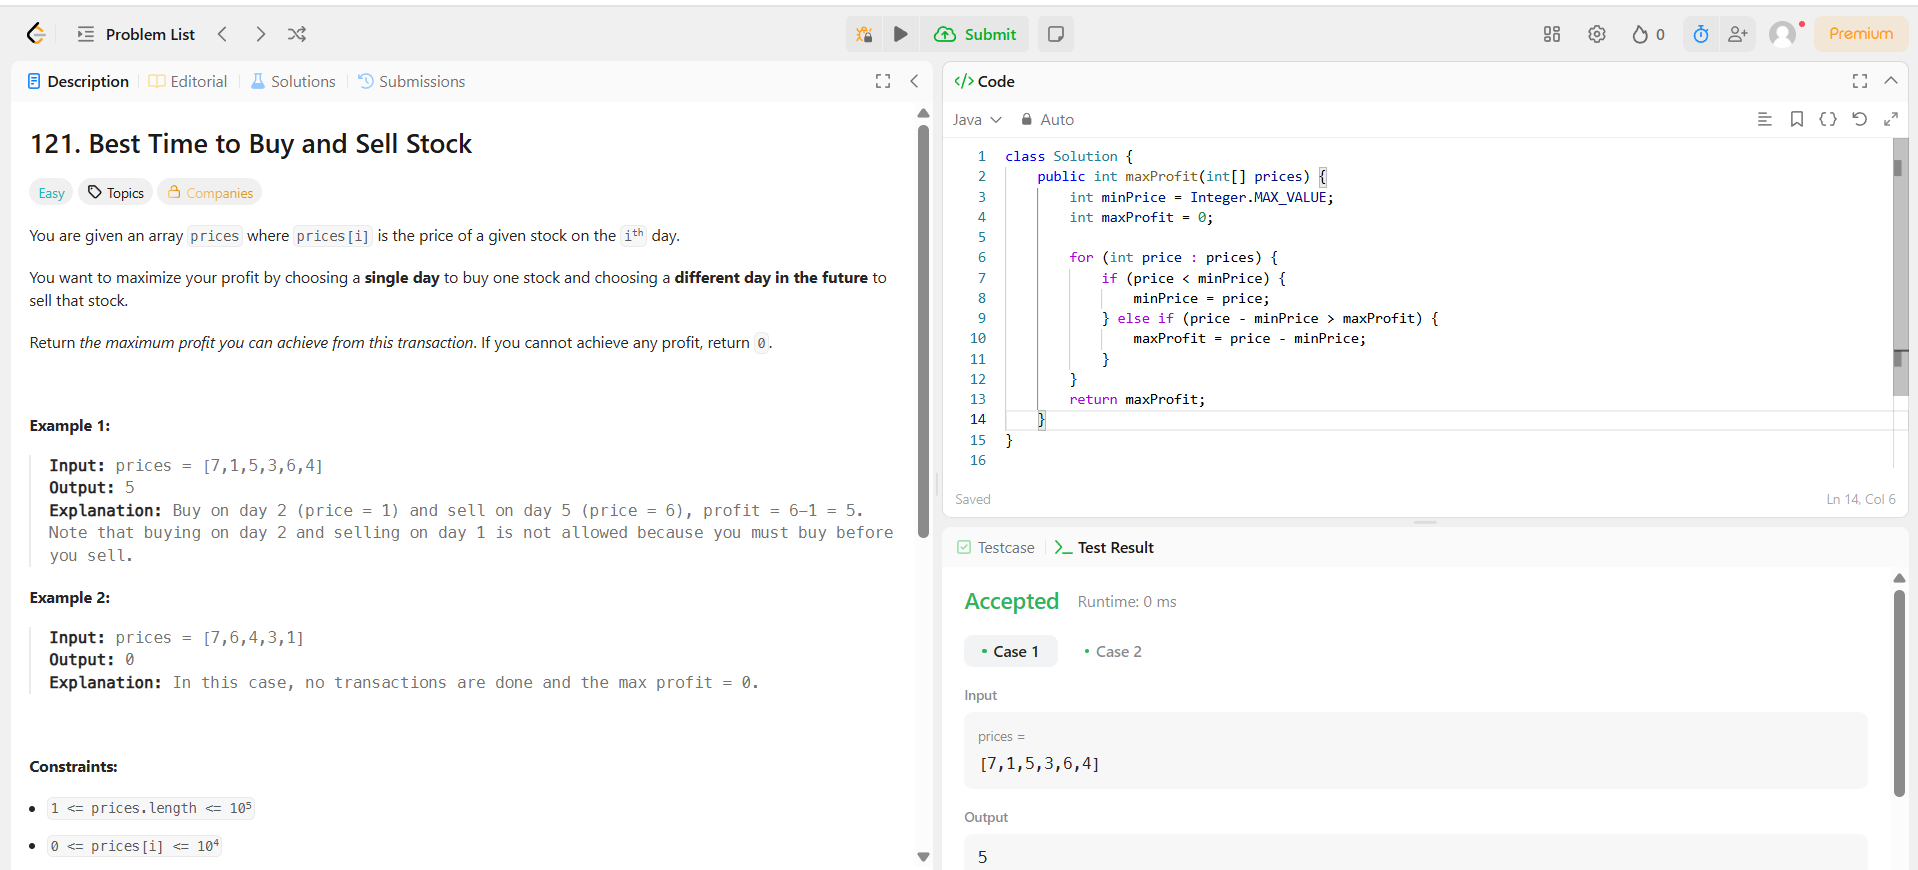 Problem List
Submit
0
Premium
Description
Editorial
Solutions
Submissions
121. Best Time to Buy and Sell Stock
Easy
Topics
Companies
You are given an array prices where prices[i] is the price of a given stock on the ith day.
You want to maximize your profit by choosing a single day to buy one stock and choosing a different day in the future to
sell that stock.
Return the maximum profit you can achieve from this transaction. If you cannot achieve any profit, return 0.
Example 1:
Input: prices = [7,1,5,3,6,4]
Output: 5
Explanation: Buy on day 2 (price = 1) and sell on day 5 (price = 6), profit = 6-1 = 5.
Note that buying on day 2 and selling on day 1 is not allowed because you must buy before
you sell.
Example 2:
Input: prices = [7,6,4,3,1]
Output: 0
Explanation: In this case, no transactions are done and the max profit = 0.
Constraints:
• 1 <= prices.length <= 10⁵
• 0 <= prices[i] <= 10⁴
</> Code
Java
Auto
1 class Solution {
2     public int maxProfit(int[] prices) {
3         int minPrice = Integer.MAX_VALUE;
4         int maxProfit = 0;
5
6         for (int price : prices) {
7             if (price < minPrice) {
8                 minPrice = price;
9             } else if (price - minPrice > maxProfit) {
10                 maxProfit = price - minPrice;
11             }
12         }
13         return maxProfit;
14     }
15 }
16
Saved
Ln 14, Col 6
Testcase
Test Result
Accepted
Runtime: 0 ms
• Case 1
• Case 2
Input
prices =
[7,1,5,3,6,4]
Output
5